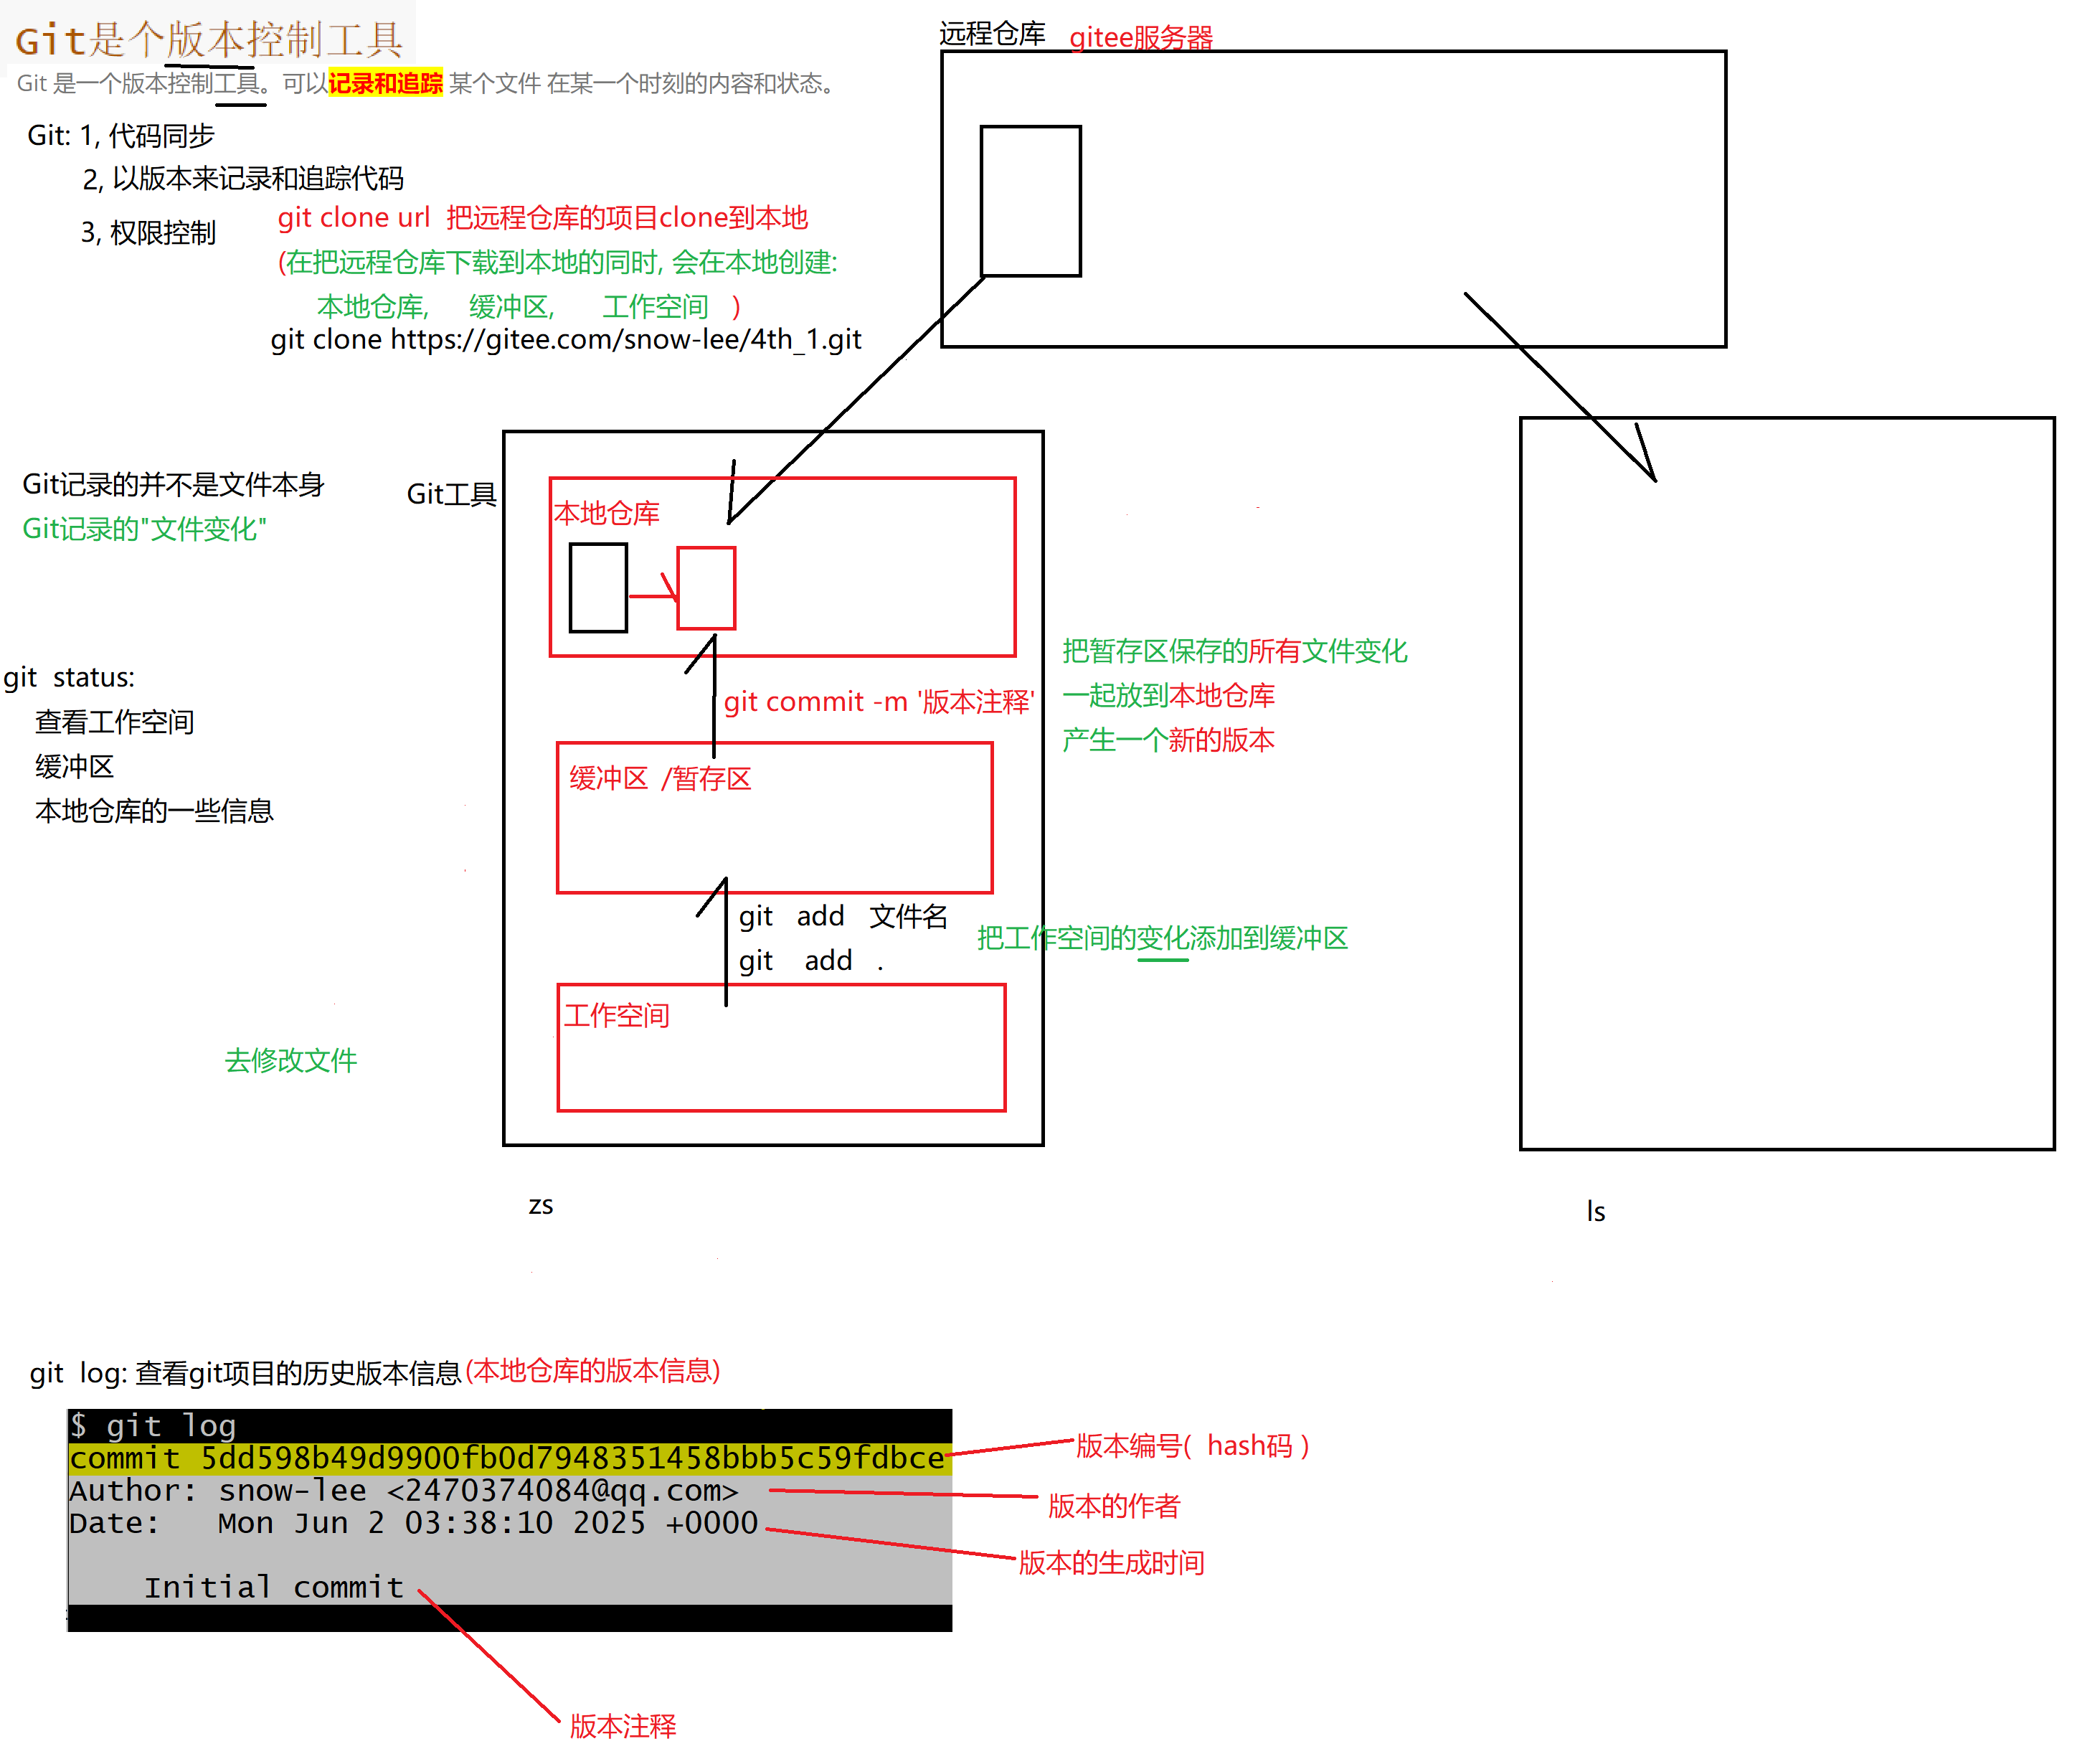 Git是个版本控制工具
Git 是一个版本控制工具。可以记录和追踪 某个文件 在某一个时刻的内容和状态。
Git: 1, 代码同步
2, 以版本来记录和追踪代码
3, 权限控制
git clone url 把远程仓库的项目clone到本地
(在把远程仓库下载到本地的同时, 会在本地创建:
本地仓库, 缓冲区, 工作空间 )
git clone https://gitee.com/snow-lee/4th_1.git
远程仓库 gitee服务器
Git记录的并不是文件本身
Git记录的"文件变化"
Git工具
本地仓库
git status:
查看工作空间
缓冲区
本地仓库的一些信息
git commit -m '版本注释'
把暂存区保存的所有文件变化
一起放到本地仓库
产生一个新的版本
缓冲区 /暂存区
git add 文件名
git add .
把工作空间的变化添加到缓冲区
工作空间
去修改文件
zs
ls
git log: 查看git项目的历史版本信息(本地仓库的版本信息)
$ git log
commit 5dd598b49d9900fb0d7948351458bbb5c59fdbce
Author: snow-lee <2470374084@qq.com>
Date: Mon Jun 2 03:38:10 2025 +0000
Initial commit
版本编号( hash码 )
版本的作者
版本的生成时间
版本注释